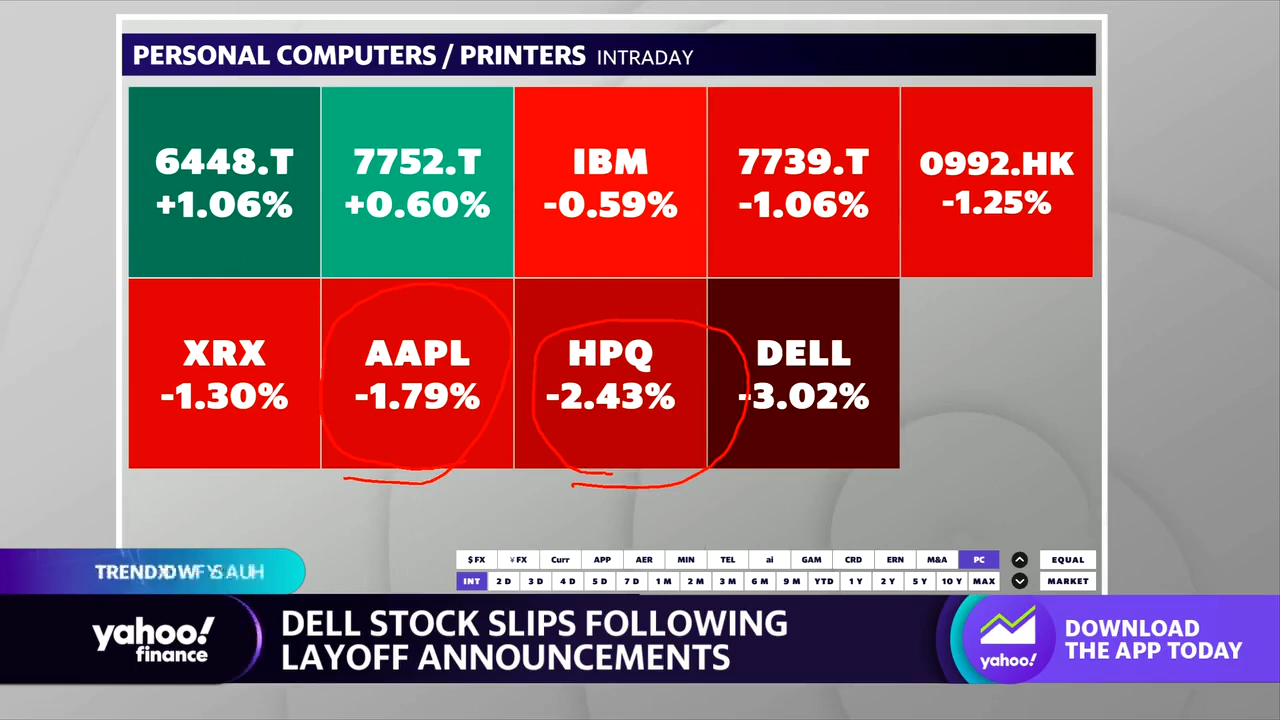 PERSONAL COMPUTERS / PRINTERS INTRADAY
6448.T
+1.06%
7752.T
+0.60%
IBM
-0.59%
7739.T
-1.06%
0992.HK
-1.25%
XRX
-1.30%
AAPL
-1.79%
HPQ
-2.43%
DELL
-3.02%
$ FX ¥ FX Curr APP AER MIN TEL ai GAM CRD ERN M&A PC EQUAL
INT 2 D 3 D 4 D 5 D 7 D 1 M 2 M 3 M 6 M 9 M YTD 1 Y 2 Y 5 Y 10 Y MAX MARKET
yahoo!
finance
DELL STOCK SLIPS FOLLOWING
LAYOFF ANNOUNCEMENTS
yahoo!
DOWNLOAD
THE APP TODAY